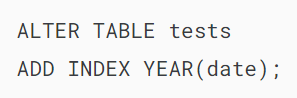 ALTER TABLE tests
ADD INDEX YEAR(date);